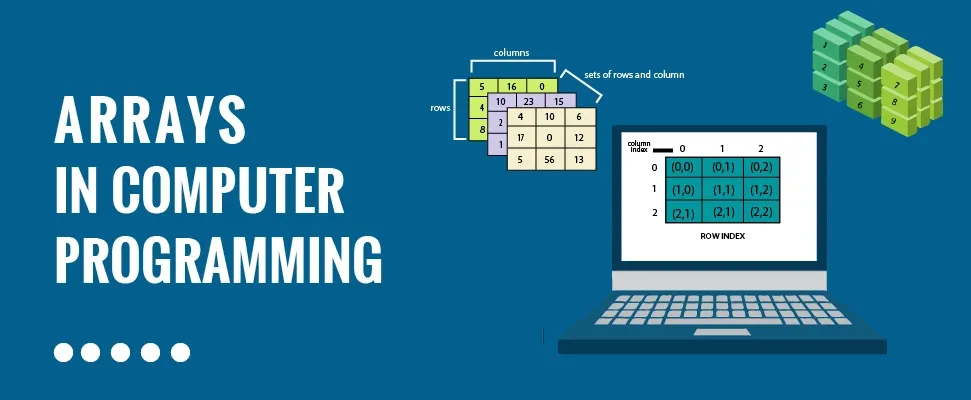 ARRAYS
IN COMPUTER
PROGRAMMING
columns
sets of rows and column
rows
5 16 0
4
8
10 23 15
2
1
4 10 6
17 0 12
5 56 13
1
2
3
4
5
6
7
8
9
column
index
0 1 2
0 (0,0) (0,1) (0,2)
1 (1,0) (1,1) (1,2)
2 (2,1) (2,1) (2,2)
ROW INDEX